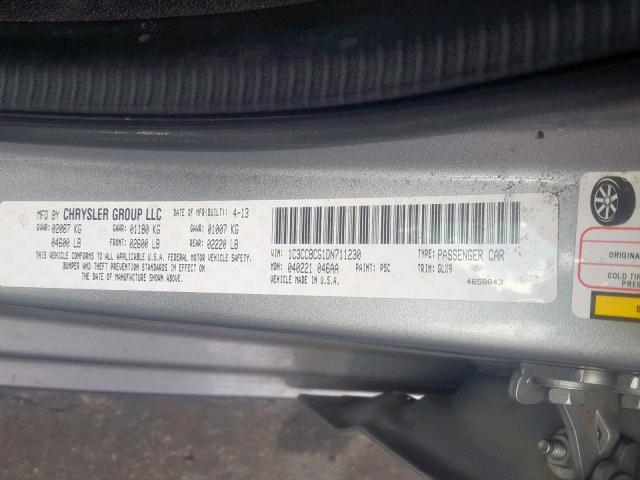 MFD BY CHRYSLER GROUP LLC DATE OF MFR(BUILT): 4-13
GVWR: 02087 KG GAWR: 01180 KG GAWR: 01007 KG
04600 LB FRONT: 02600 LB REAR: 02220 LB
THIS VEHICLE CONFORMS TO ALL APPLICABLE U.S.A. FEDERAL MOTOR VEHICLE SAFETY,
BUMPER AND THEFT PREVENTION STANDARDS IN EFFECT ON
THE DATE OF MANUFACTURE SHOWN ABOVE.
VIN: 1C3CCBCG1DN711230 TYPE: PASSENGER CAR
MDH: 040221 046AA PAINT: PSC TRIM: GLX9
VEHICLE MADE IN U.S.A. 4658643
ORIGINA
COLD TI
PRES